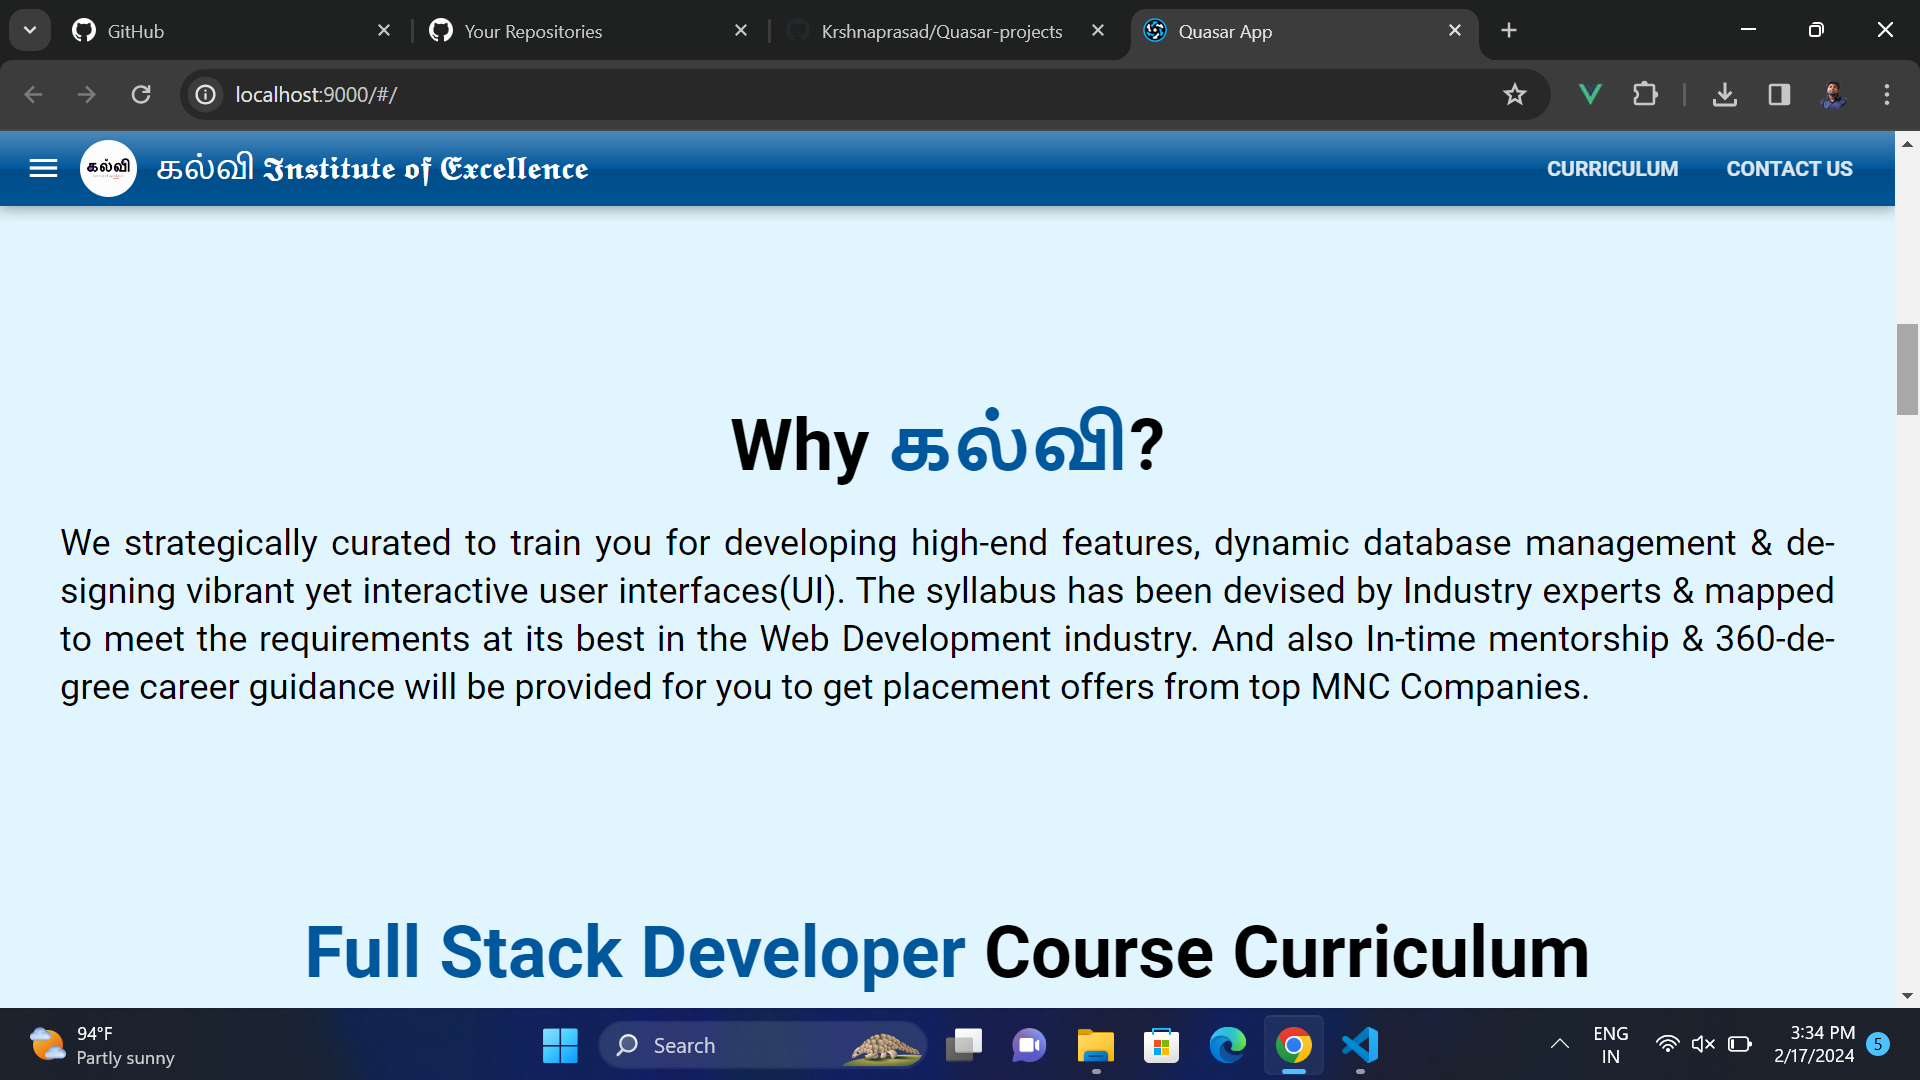 GitHub
Your Repositories
Krshnaprasad/Quasar-projects
Quasar App
localhost:9000/#/
கல்வி
கல்வி Institute of Excellence
CURRICULUM
CONTACT US
Why கல்வி?
We strategically curated to train you for developing high-end features, dynamic database management & de-
signing vibrant yet interactive user interfaces(UI). The syllabus has been devised by Industry experts & mapped
to meet the requirements at its best in the Web Development industry. And also In-time mentorship & 360-de-
gree career guidance will be provided for you to get placement offers from top MNC Companies.
Full Stack Developer Course Curriculum
94°F
Partly sunny
Search
ENG
IN
3:34 PM
2/17/2024
5